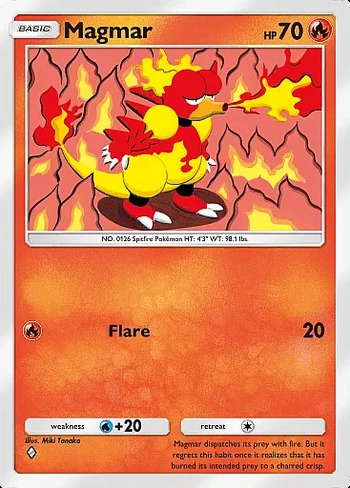 BASIC Magmar HP 70
NO. 0126 Spitfire Pokémon HT: 4'3" WT: 98.1 lbs.
Flare 20
weakness +20 retreat
Illus. Miki Tanaka
Magmar dispatches its prey with fire. But it
regrets this habit once it realizes that it has
burned its intended prey to a charred crisp.